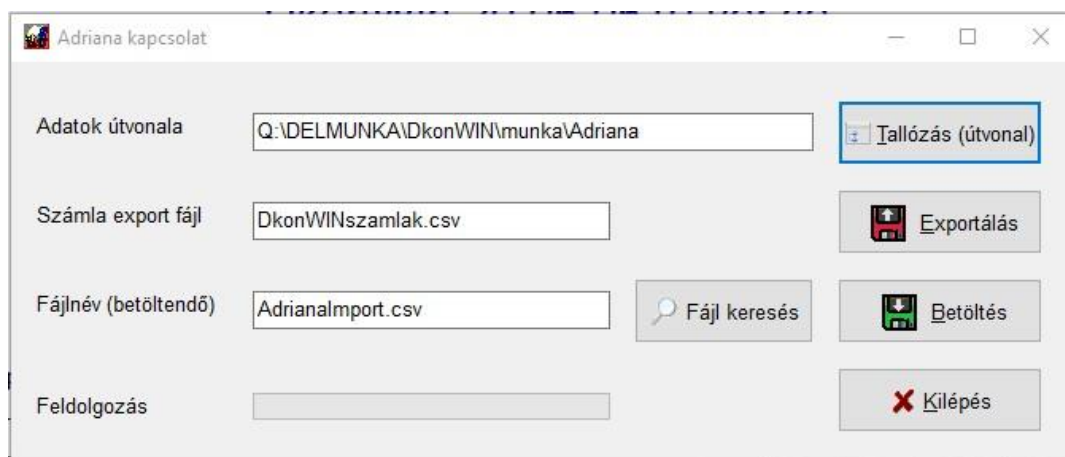 Adriana kapcsolat
Adatok útvonala
Q:\DELMUNKA\DkonWIN\munka\Adriana
Tallózás (útvonal)
Számla export fájl
DkonWINszamlak.csv
Exportálás
Fájlnév (betöltendő)
AdrianaImport.csv
Fájl keresés
Betöltés
Feldolgozás
Kilépés